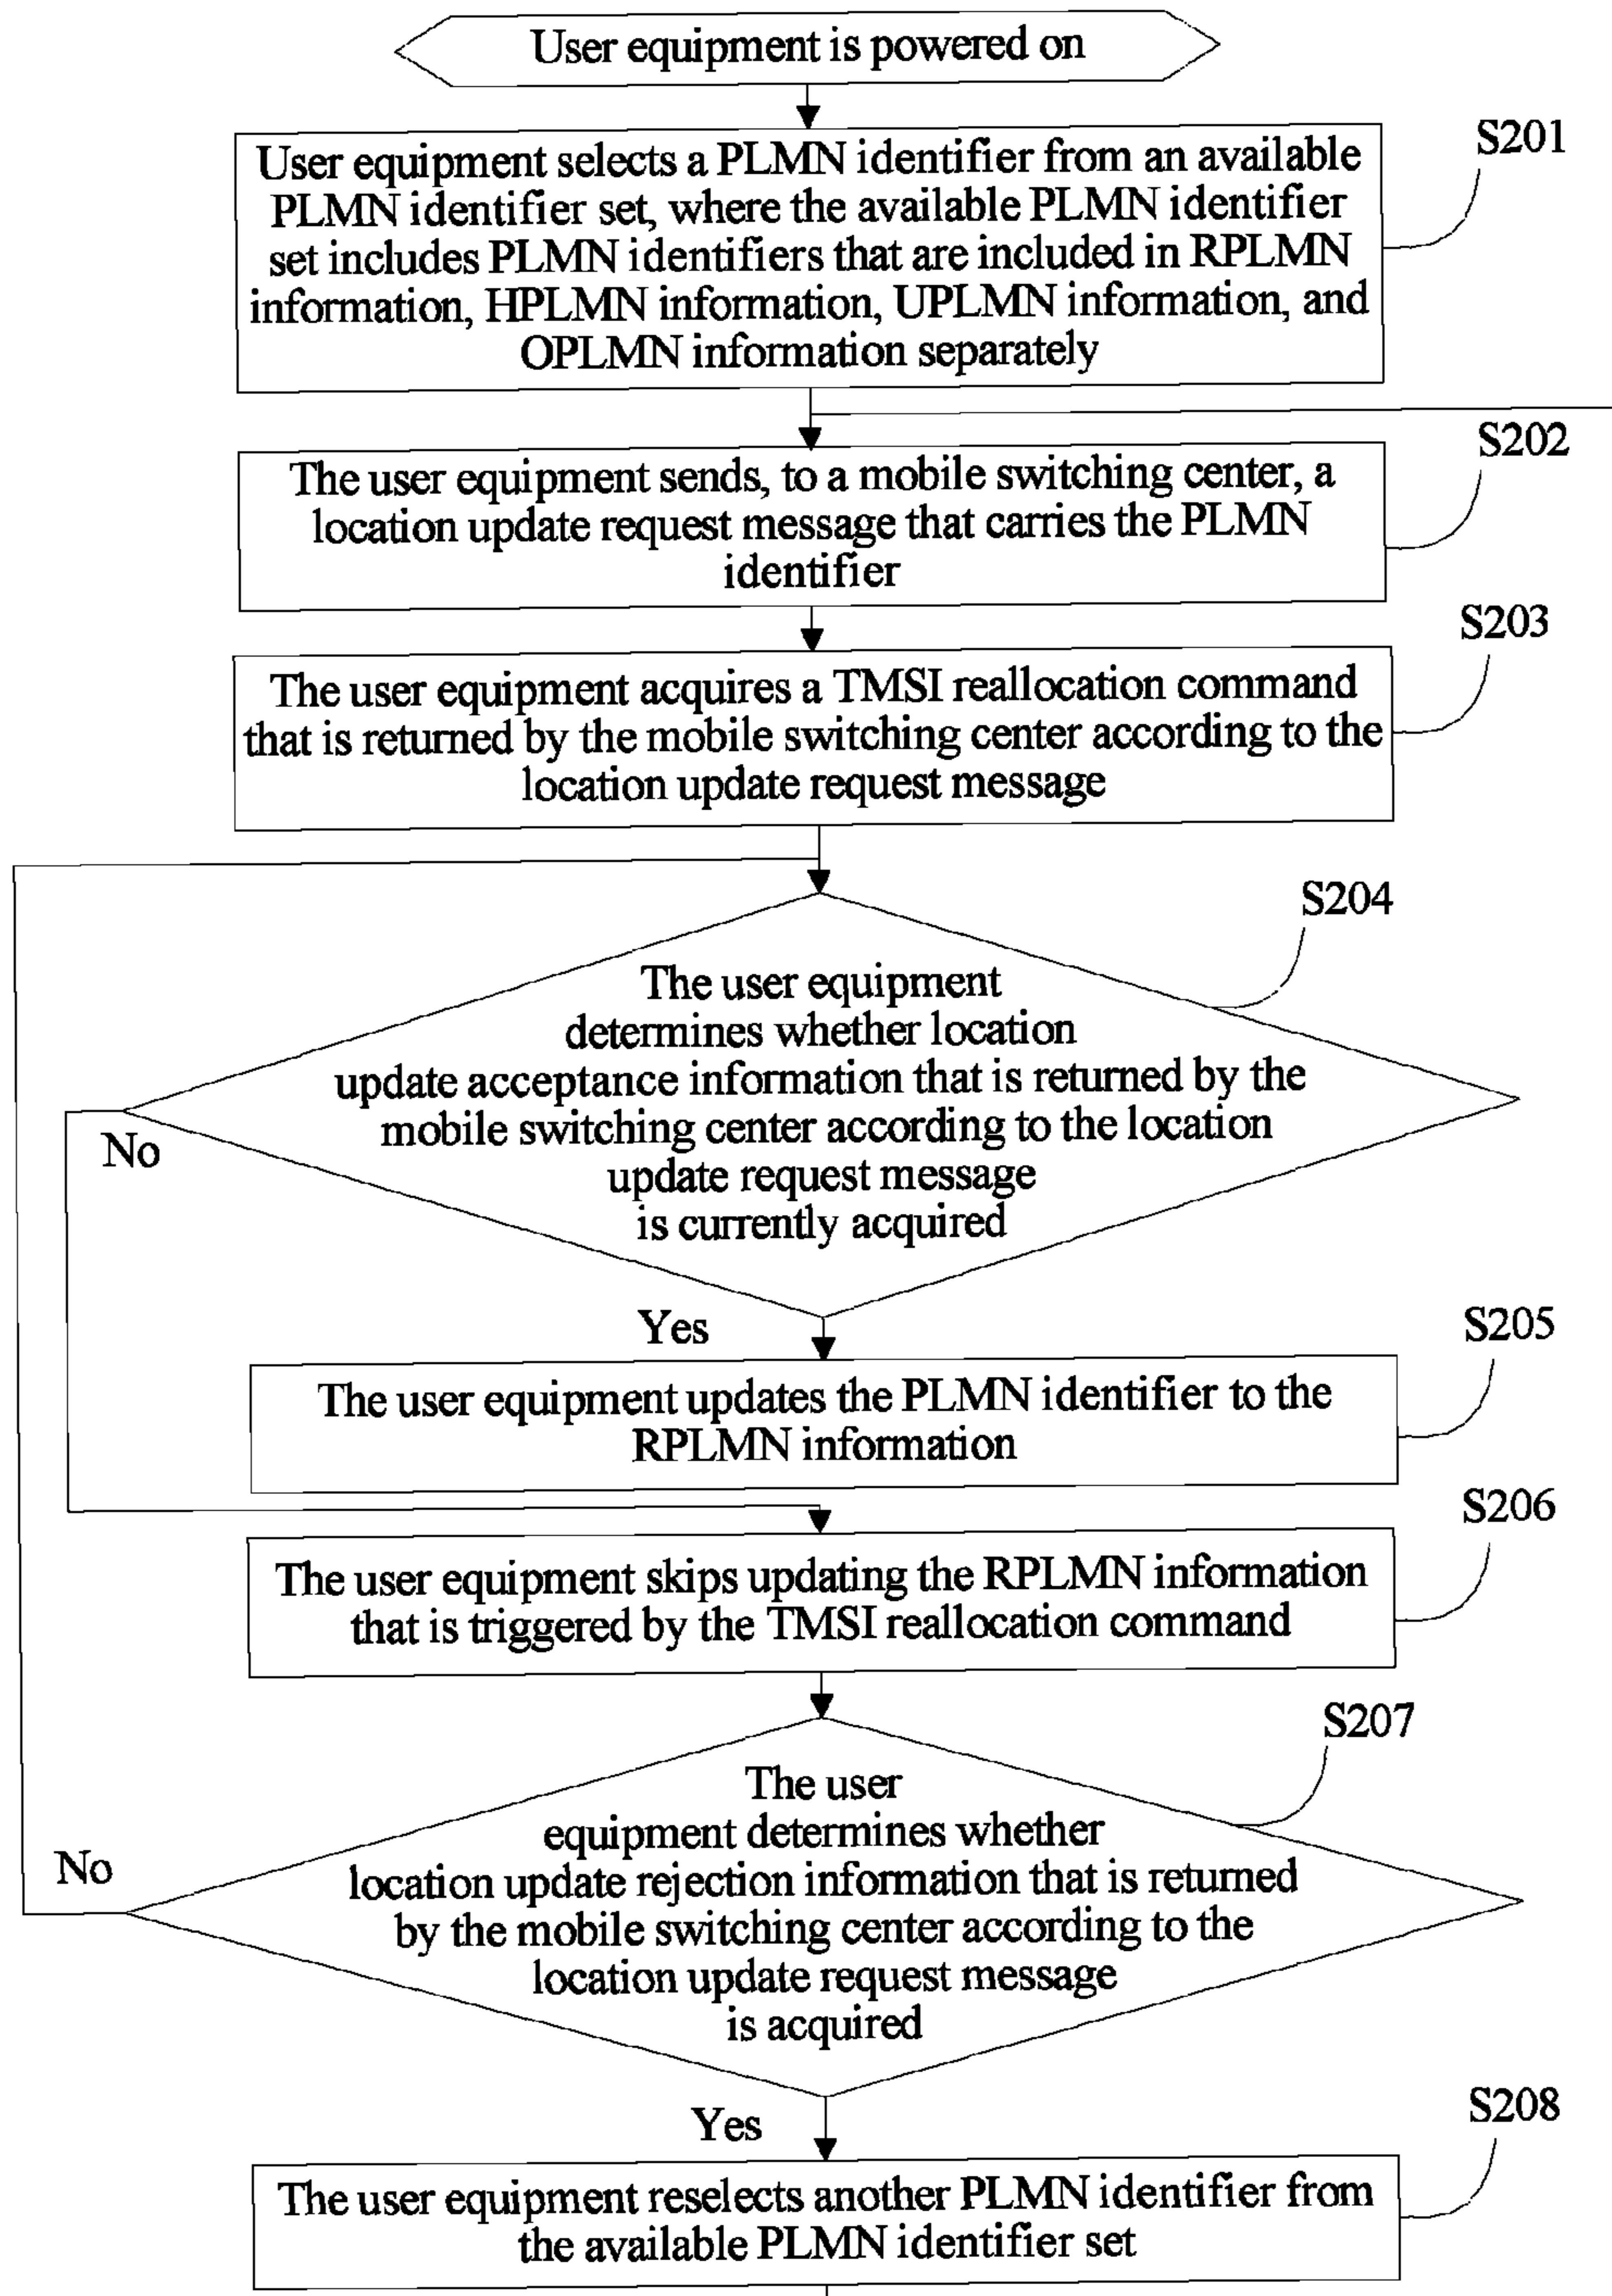 User equipment is powered on
S201
User equipment selects a PLMN identifier from an available
PLMN identifier set, where the available PLMN identifier
set includes PLMN identifiers that are included in RPLMN
information, HPLMN information, UPLMN information, and
OPLMN information separately
S202
The user equipment sends, to a mobile switching center, a
location update request message that carries the PLMN
identifier
S203
The user equipment acquires a TMSI reallocation command
that is returned by the mobile switching center according to the
location update request message
S204
The user equipment
determines whether location
update acceptance information that is returned by the
mobile switching center according to the location
update request message
is currently acquired
No
Yes
S205
The user equipment updates the PLMN identifier to the
RPLMN information
S206
The user equipment skips updating the RPLMN information
that is triggered by the TMSI reallocation command
S207
The user
equipment determines whether
location update rejection information that is returned
by the mobile switching center according to the
location update request message
is acquired
No
Yes
S208
The user equipment reselects another PLMN identifier from
the available PLMN identifier set